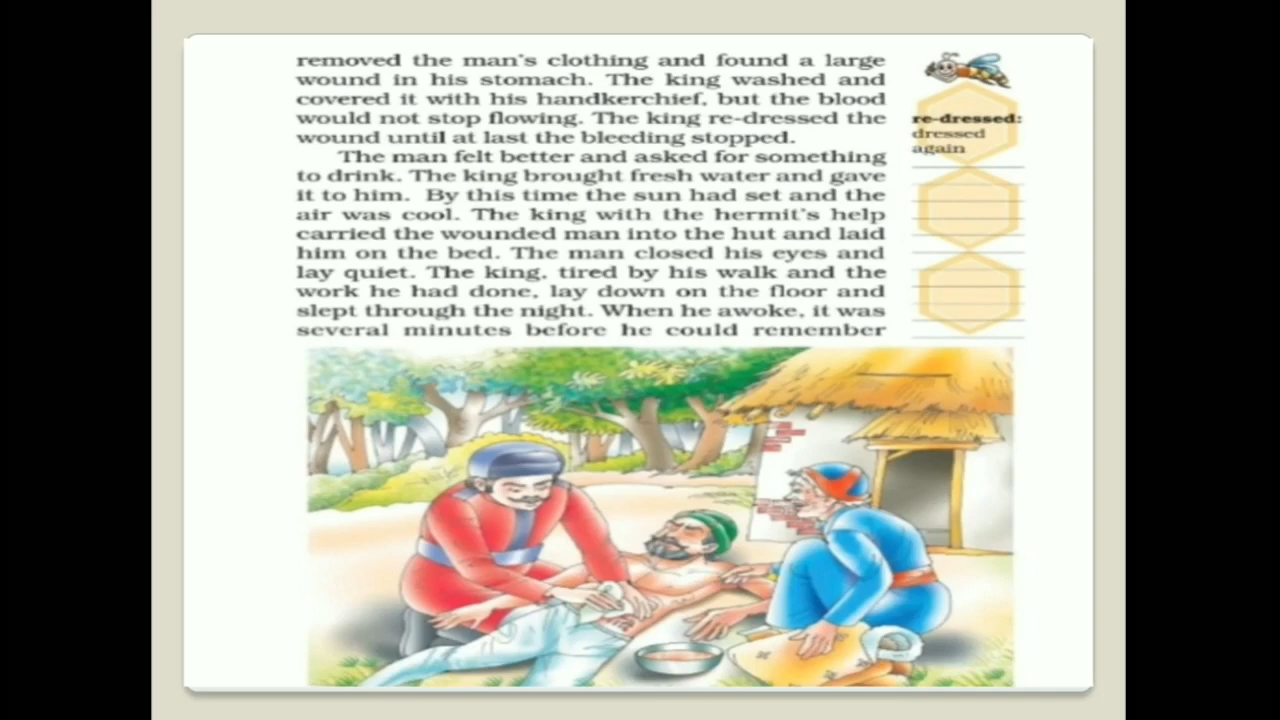 removed the man's clothing and found a large
wound in his stomach. The king washed and
covered it with his handkerchief, but the blood
would not stop flowing. The king re-dressed the
wound until at last the bleeding stopped.
The man felt better and asked for something
to drink. The king brought fresh water and gave
it to him. By this time the sun had set and the
air was cool. The king with the hermit's help
carried the wounded man into the hut and laid
him on the bed. The man closed his eyes and
lay quiet. The king, tired by his walk and the
work he had done, lay down on the floor and
slept through the night. When he awoke, it was
several minutes before he could remember
re-dressed:
dressed
again